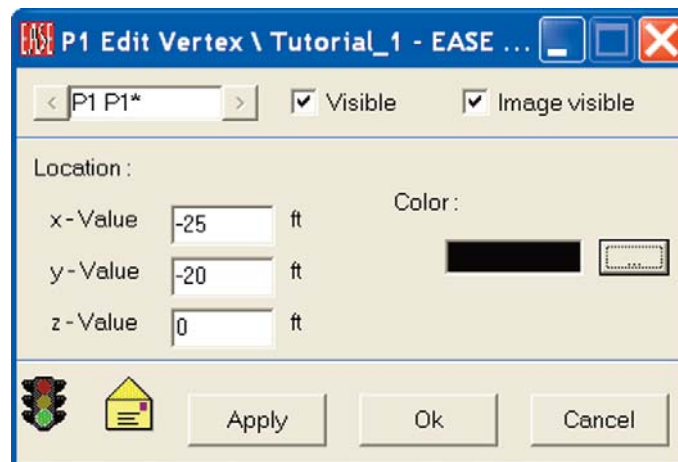 EASE P1 Edit Vertex \ Tutorial_1 - EASE ...
< P1 P1* > Visible Image visible
Location :
x - Value -25 ft
Color :
y - Value -20 ft ...
z - Value 0 ft
Apply Ok Cancel